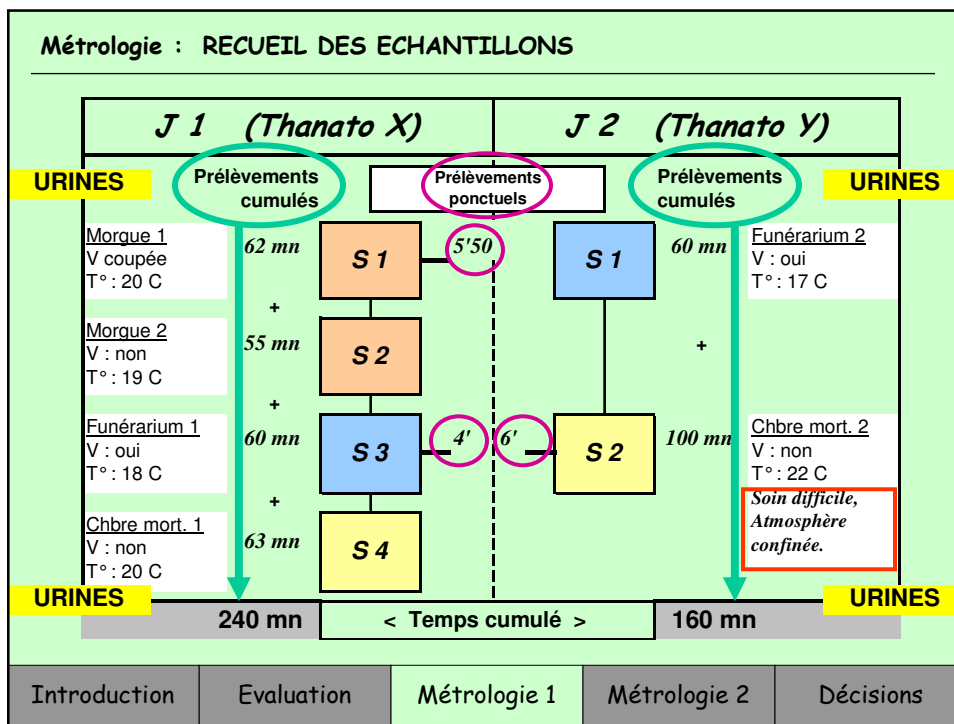 Métrologie : RECUEIL DES ECHANTILLONS
J 1 (Thanato X)
J 2 (Thanato Y)
URINES
Prélèvements
cumulés
Prélèvements
ponctuels
Prélèvements
cumulés
URINES
Morgue 1
V coupée
T° : 20 C
62 mn
S 1
5'50
S 1
60 mn
Funérarium 2
V : oui
T° : 17 C
+
Morgue 2
V : non
T° : 19 C
55 mn
S 2
+
+
Funérarium 1
V : oui
T° : 18 C
60 mn
S 3
4'
6'
S 2
100 mn
Chbre mort. 2
V : non
T° : 22 C
Soin difficile,
Atmosphère
confinée.
+
Chbre mort. 1
V : non
T° : 20 C
63 mn
S 4
URINES
URINES
240 mn
< Temps cumulé >
160 mn
Introduction
Evaluation
Métrologie 1
Métrologie 2
Décisions